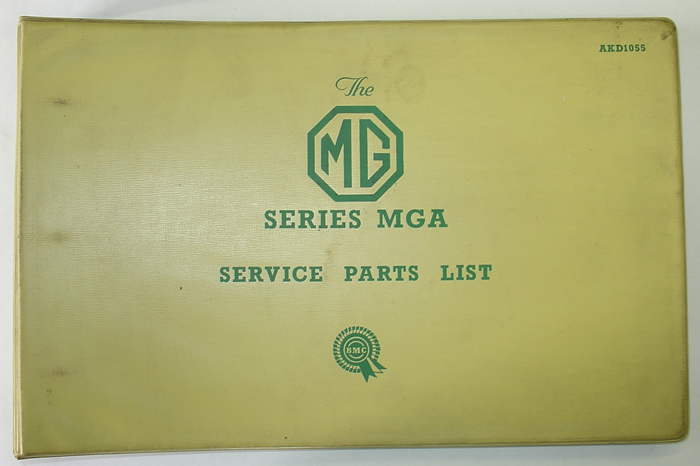 AKD1055
The
MG
SERIES MGA
SERVICE PARTS LIST
BMC